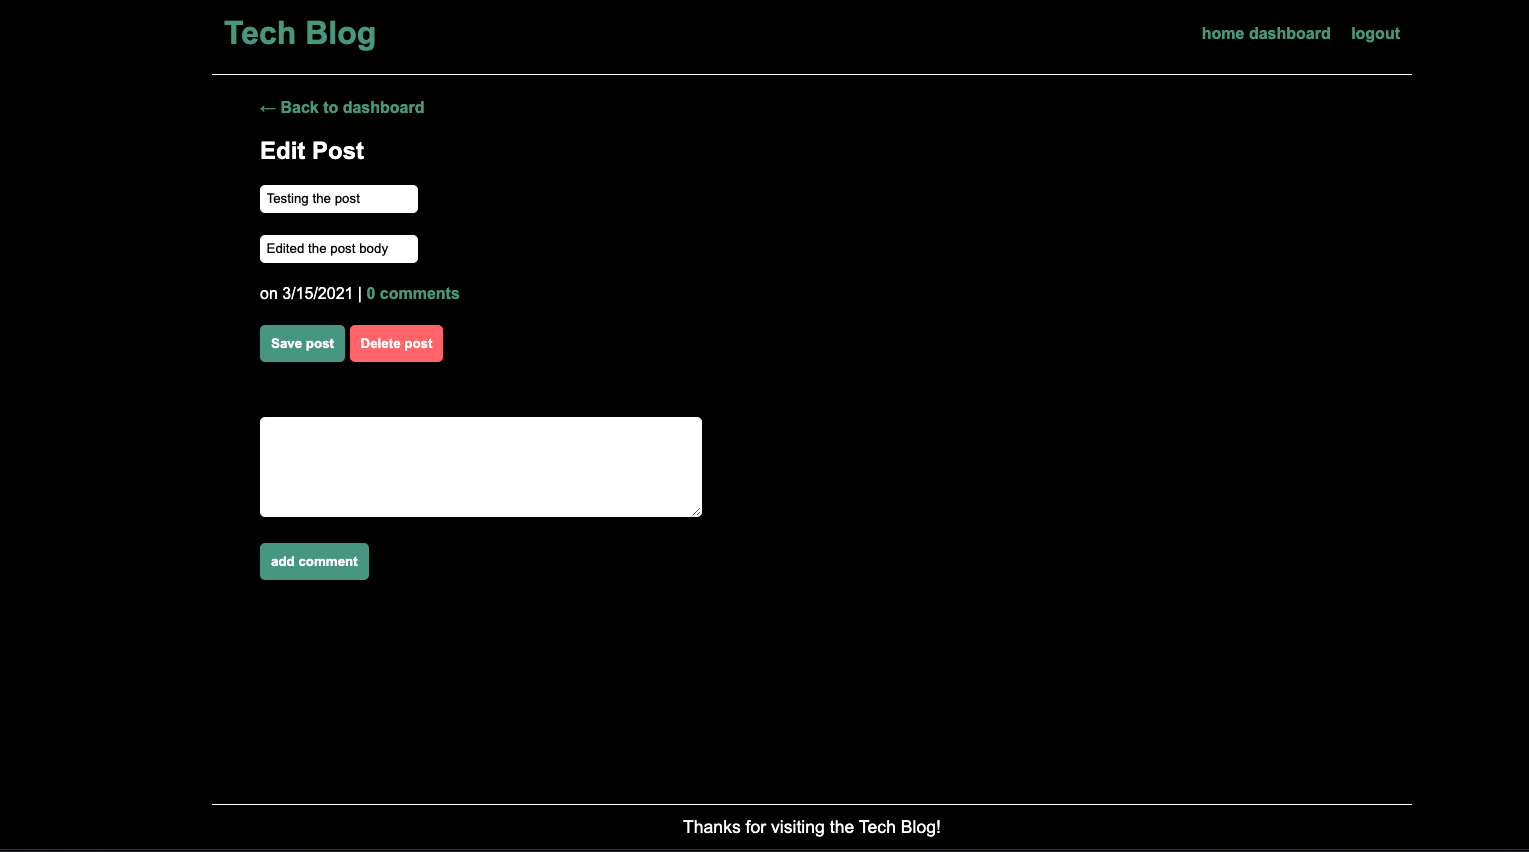 Tech Blog
home dashboard logout
← Back to dashboard
Edit Post
Testing the post
Edited the post body
on 3/15/2021 | 0 comments
Save post Delete post
add comment
Thanks for visiting the Tech Blog!